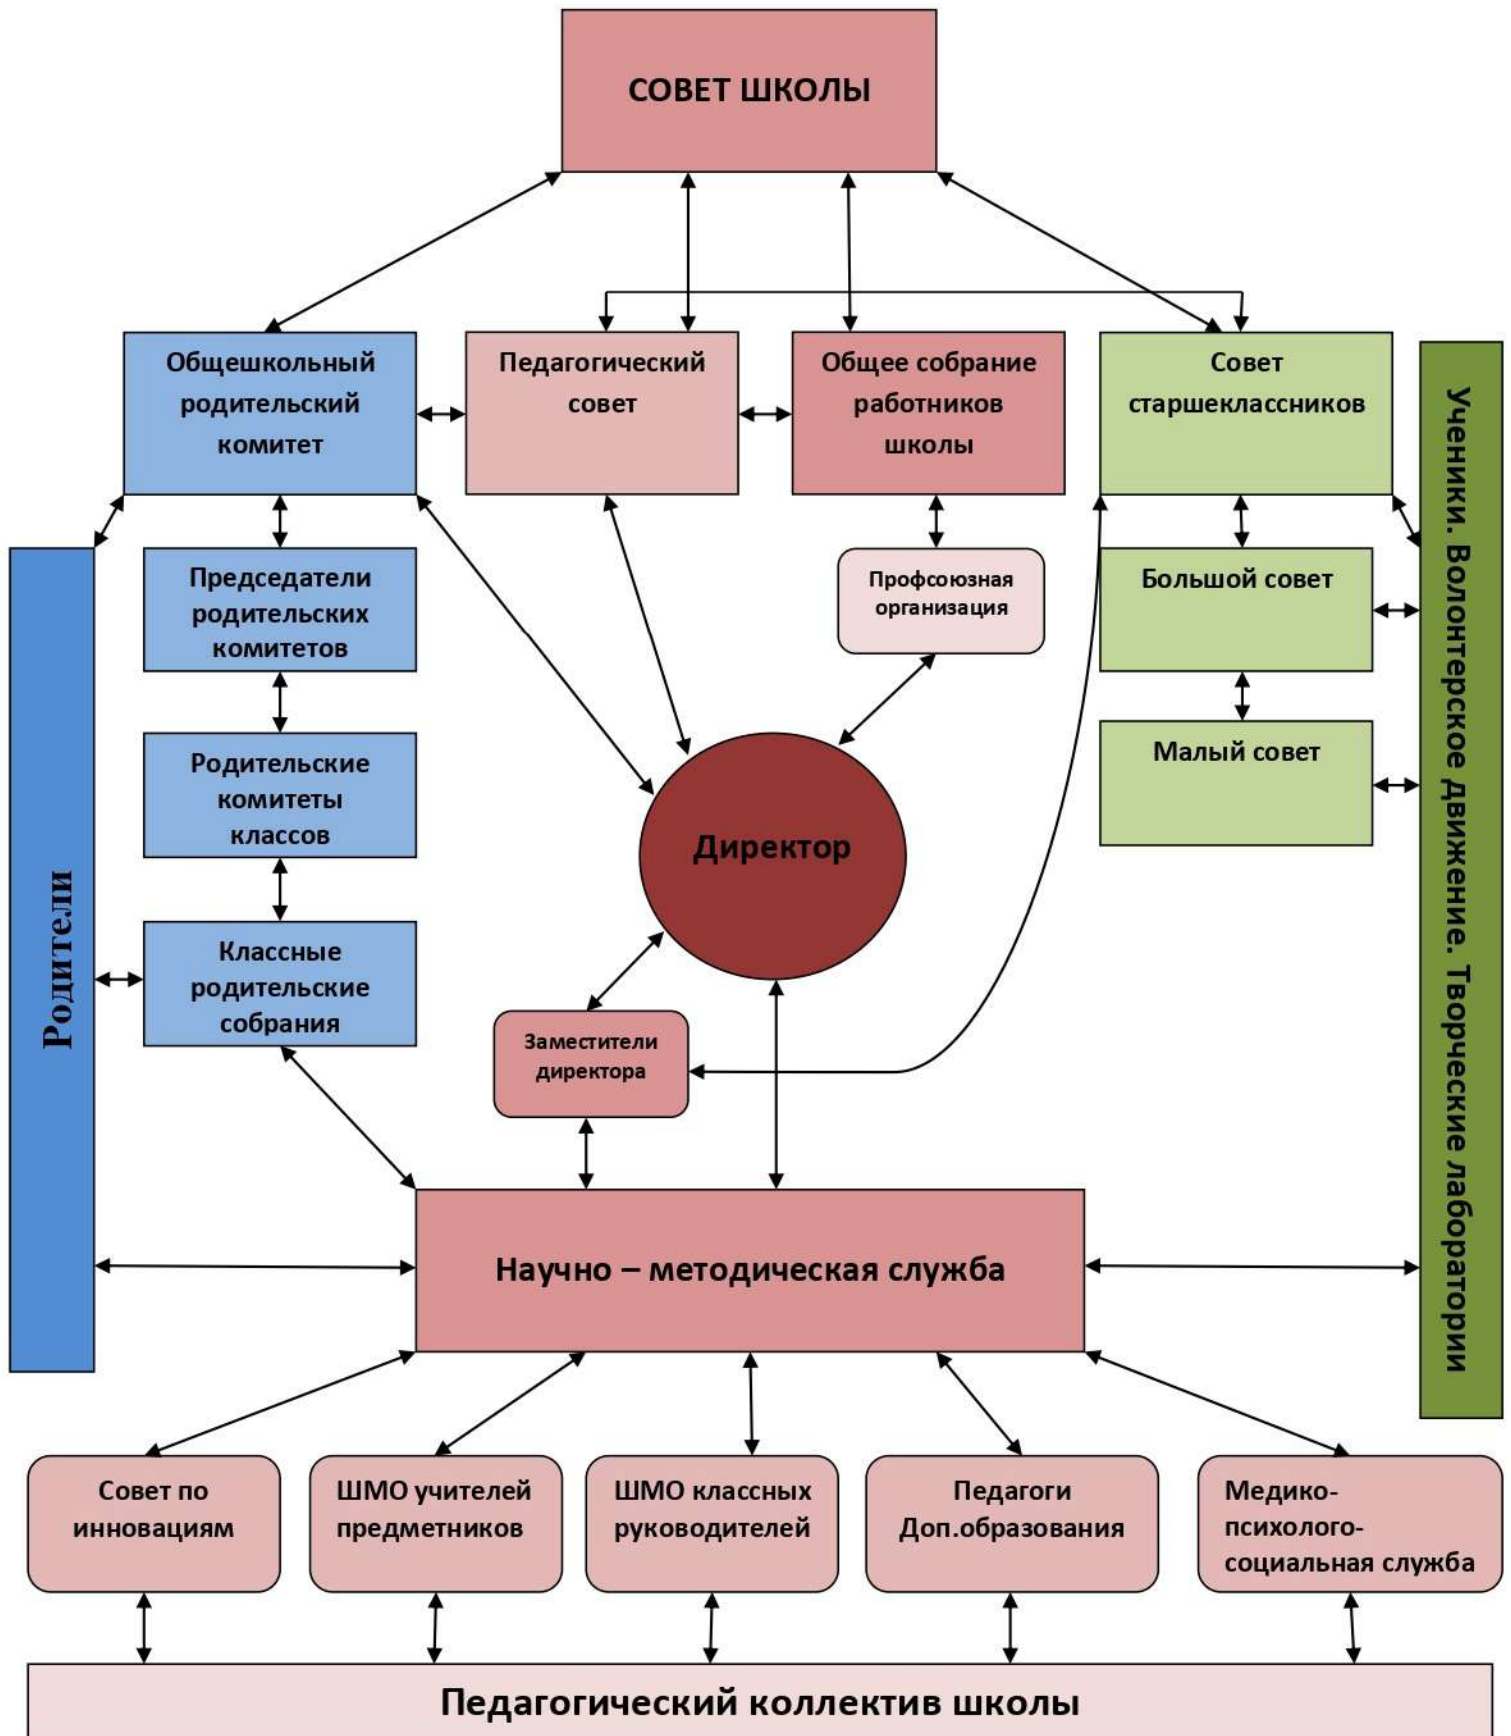 СОВЕТ ШКОЛЫ
Общешкольный
родительский
комитет
Педагогический
совет
Общее собрание
работников
школы
Совет
старшеклассников
Председатели
родительских
комитетов
Профсоюзная
организация
Большой совет
Родительские
комитеты
классов
Малый совет
Директор
Классные
родительские
собрания
Родители
Заместители
директора
Ученики. Волонтерское движение. Творческие лаборатории
Научно – методическая служба
Совет по
инновациям
ШМО учителей
предметников
ШМО классных
руководителей
Педагоги
Доп.образования
Медико-
психолого-
социальная служба
Педагогический коллектив школы